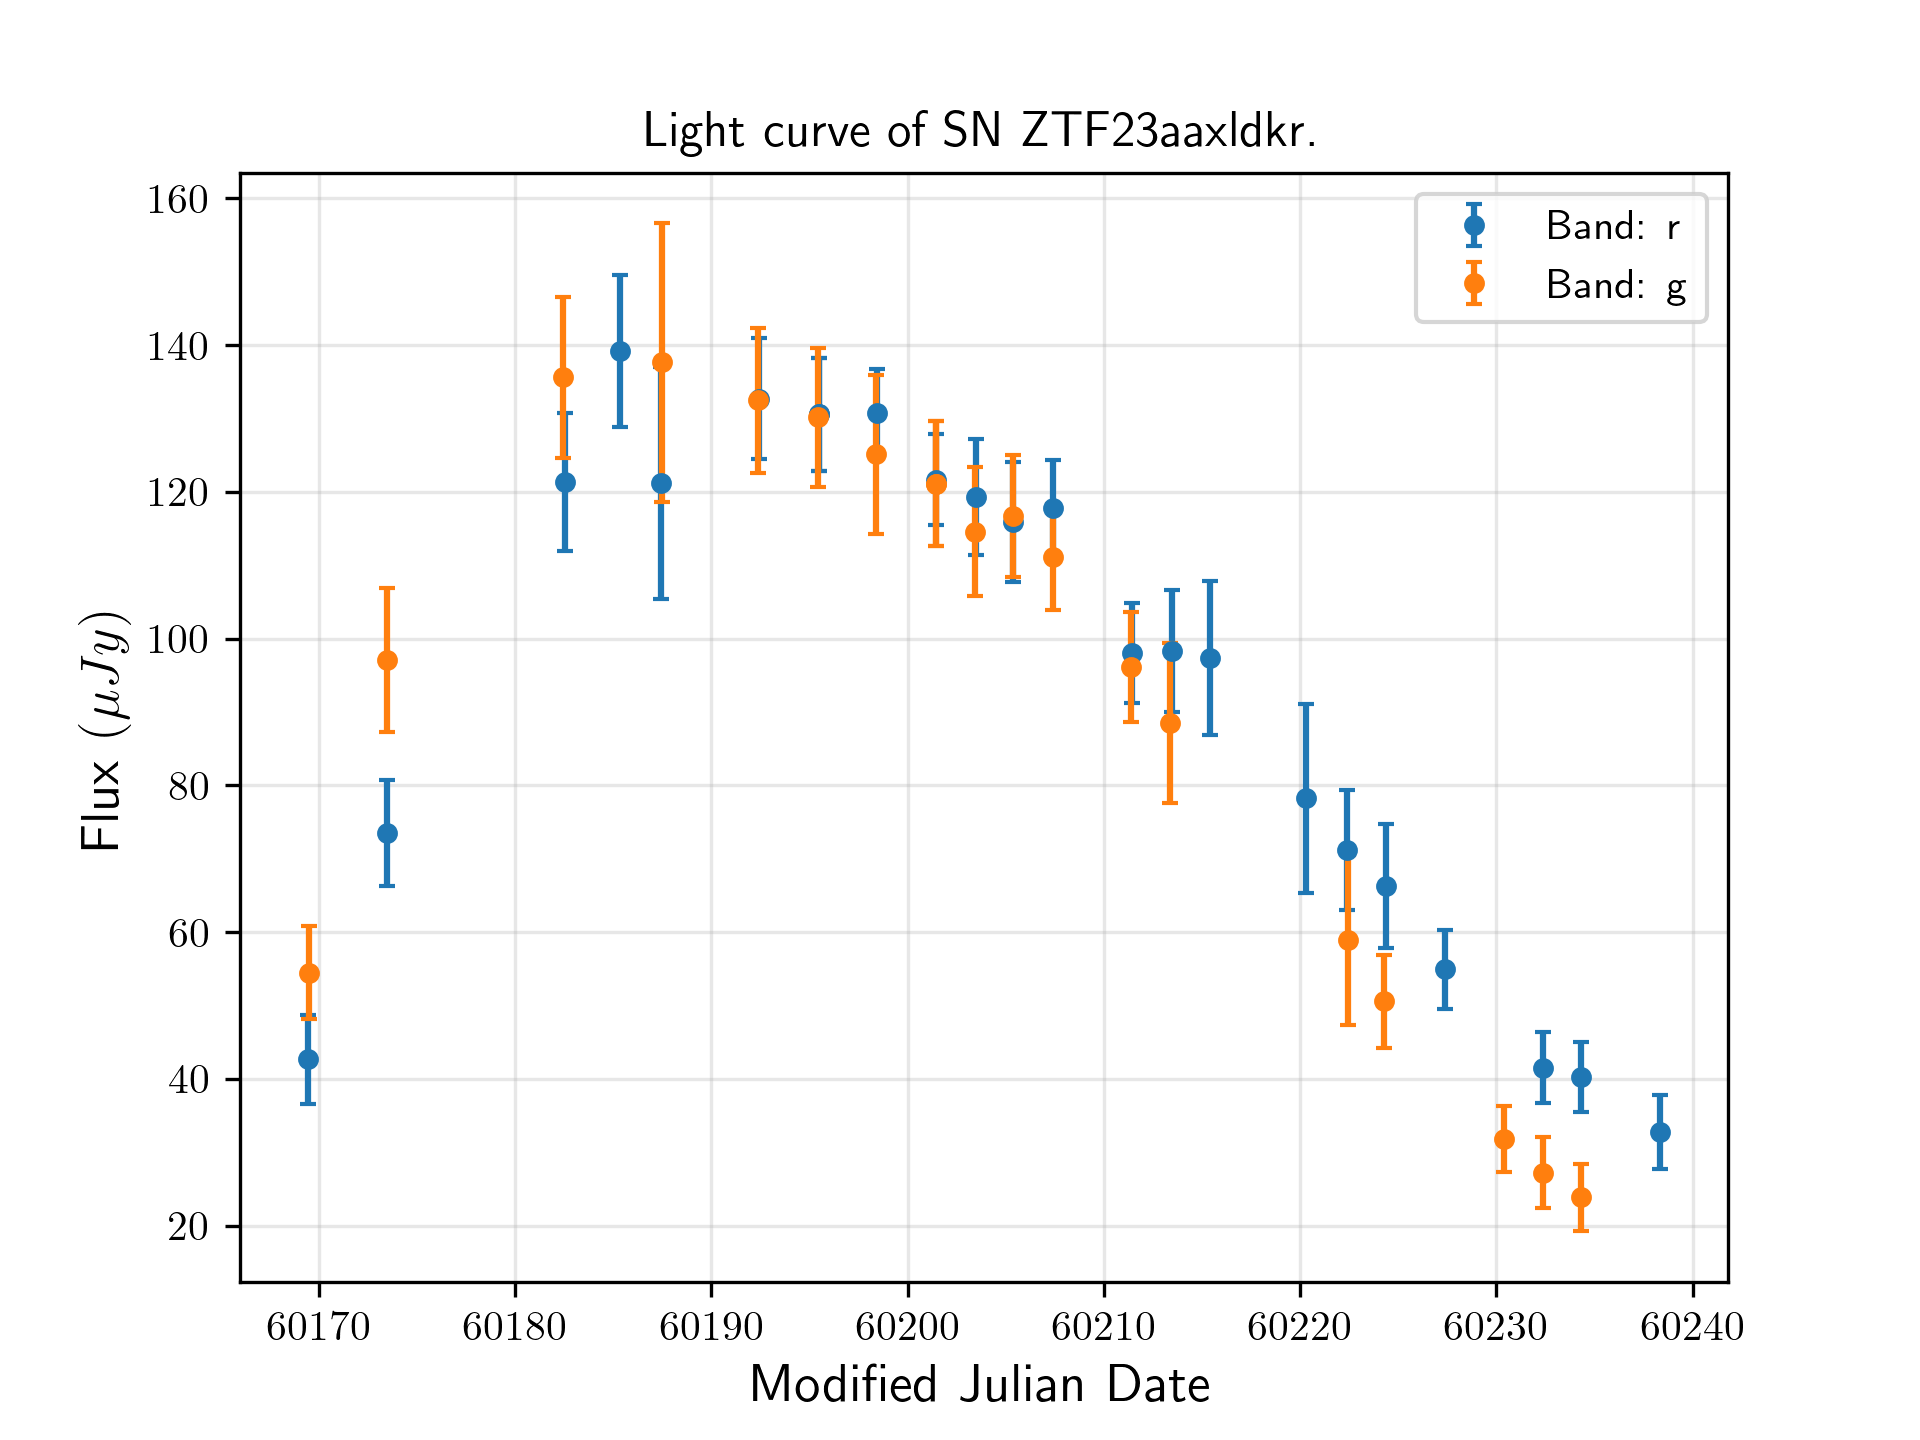 Light curve of SN ZTF23aaxldkr.
160
140
120
100
80
60
40
20
Flux (μJy)
Band: r
Band: g
60170 60180 60190 60200 60210 60220 60230 60240
Modified Julian Date